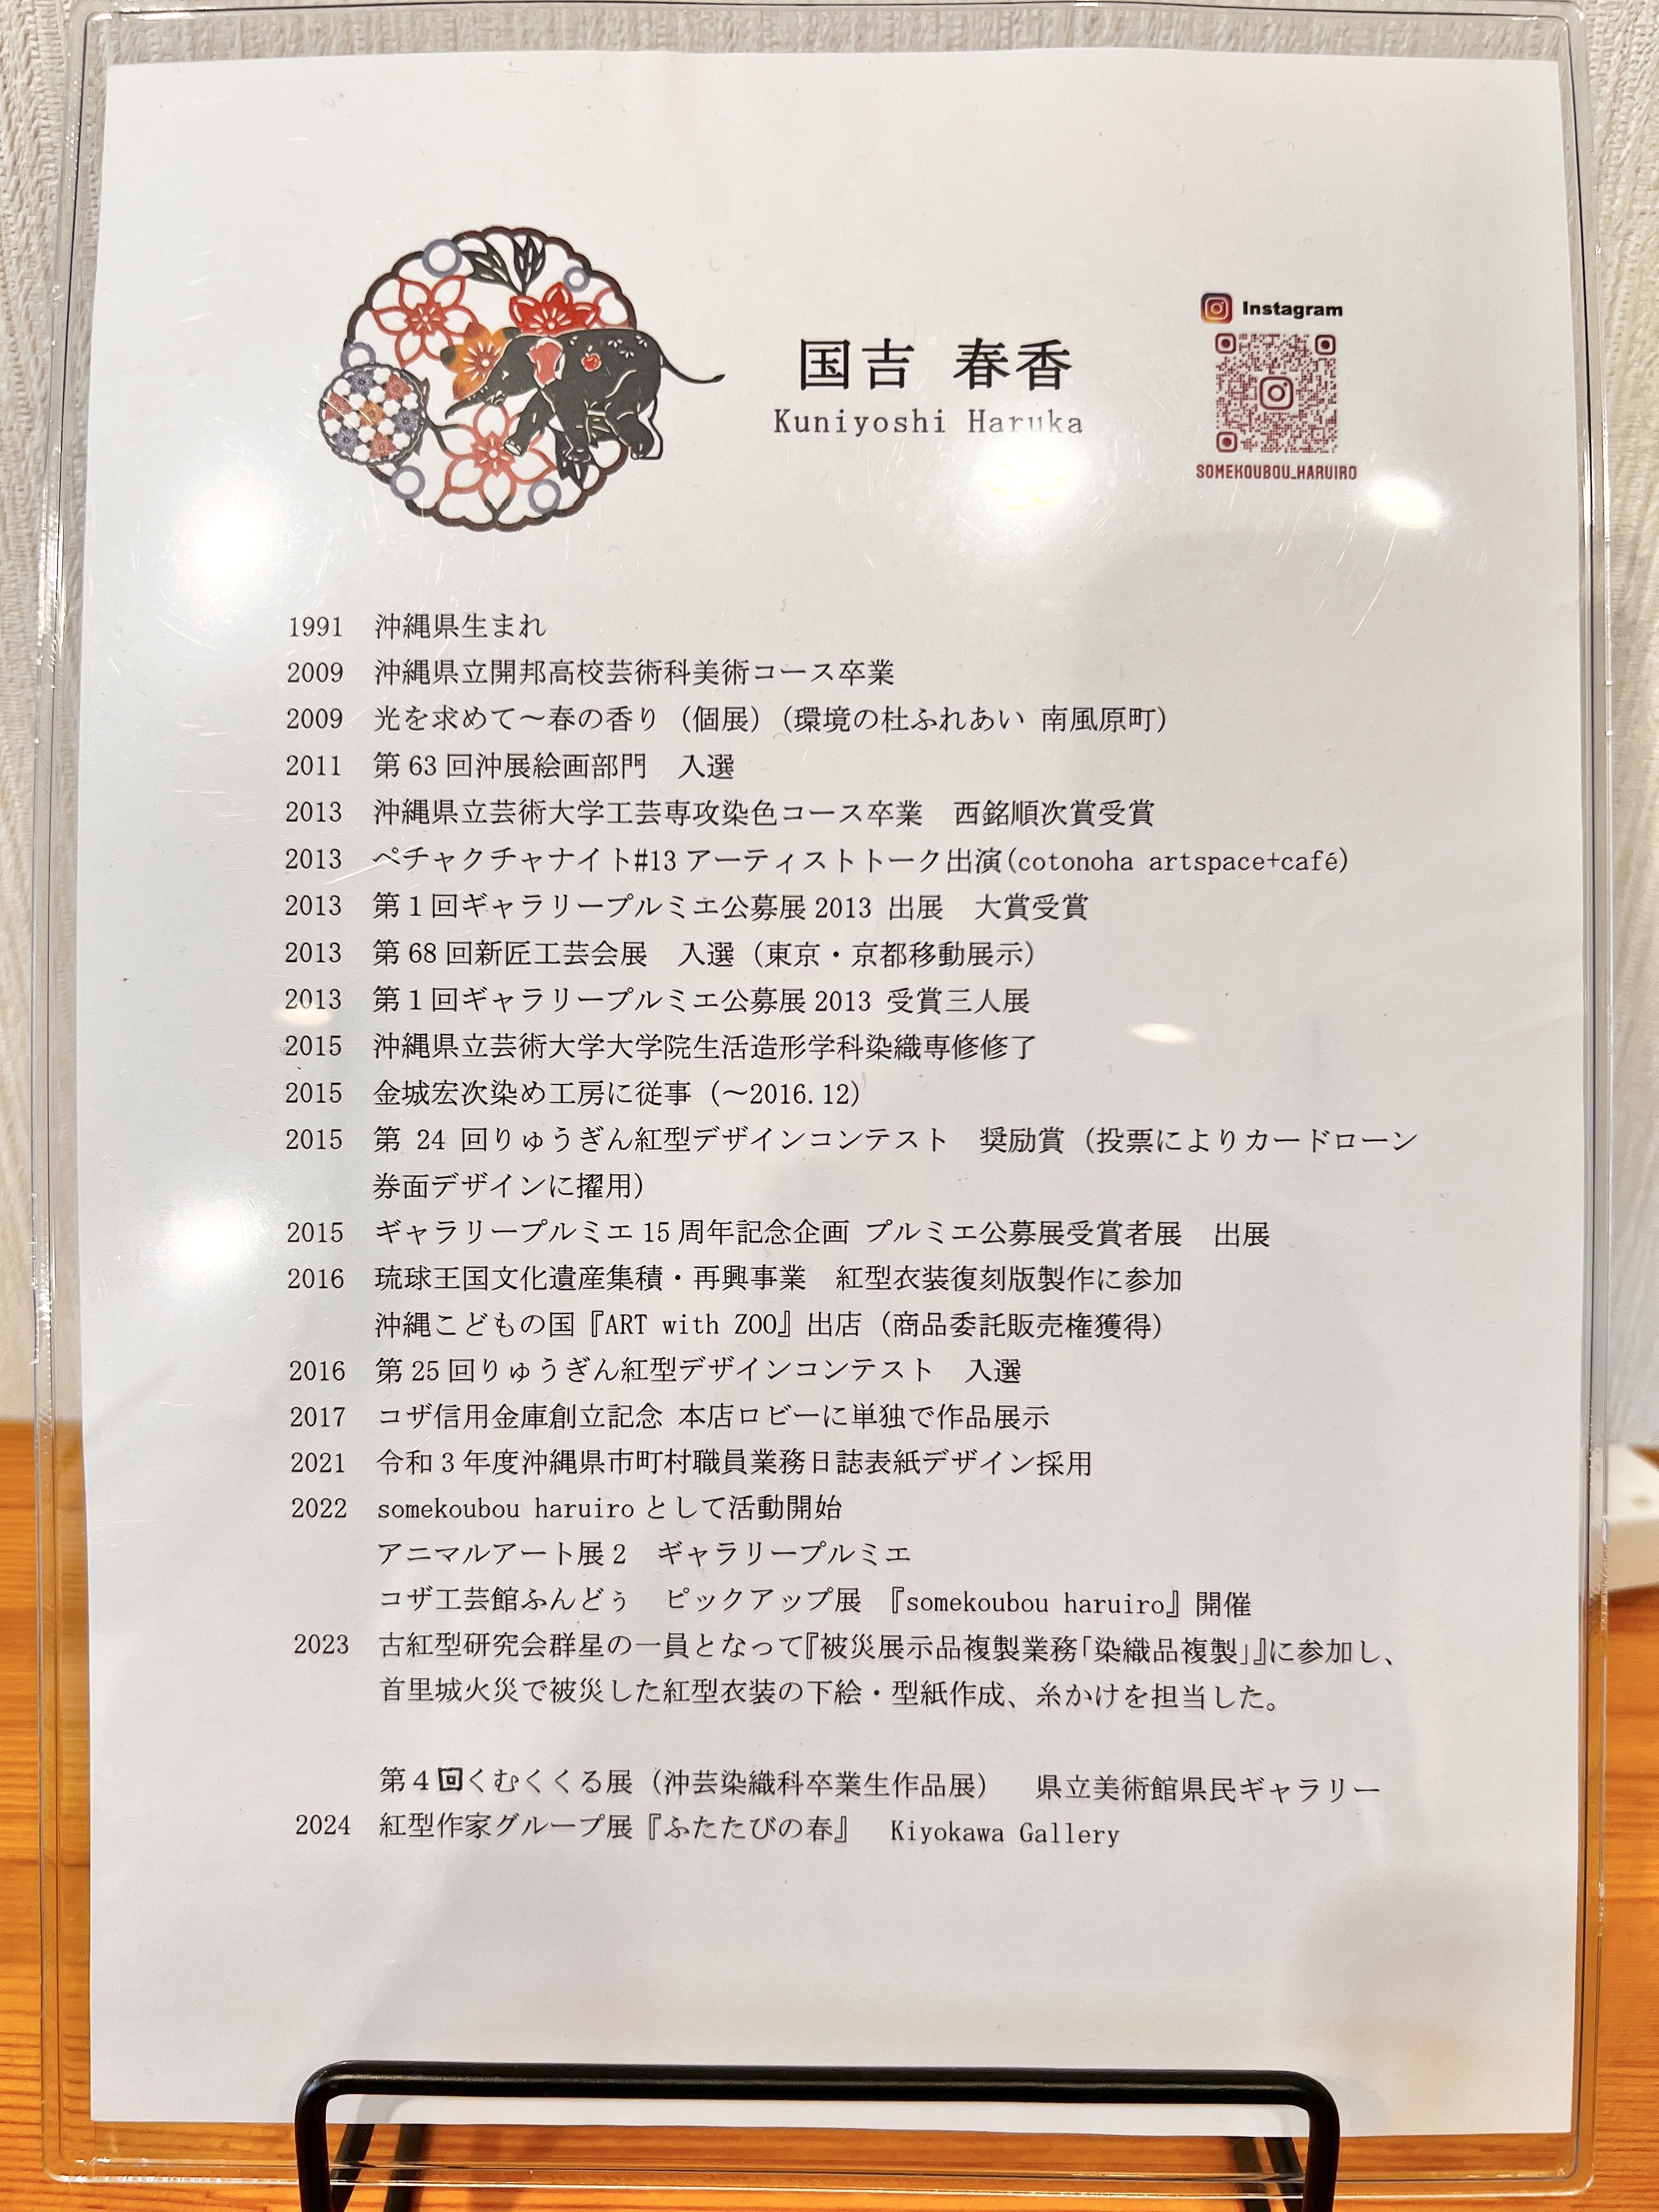 Instagram
国吉 春香
Kuniyoshi Haruka
SOMEKOUBOU_HARUIRO
1991 沖縄県生まれ
2009 沖縄県立開邦高校芸術科美術コース卒業
2009 光を求めて～春の香り（個展）（環境の杜ふれあい 南風原町）
2011 第63回沖展絵画部門　入選
2013 沖縄県立芸術大学工芸専攻染色コース卒業　西銘順次賞受賞
2013 ペチャクチャナイト#13アーティストトーク出演(cotonoha artspace+café)
2013 第1回ギャラリープルミエ公募展2013 出展　大賞受賞
2013 第68回新匠工芸会展　入選（東京・京都移動展示）
2013 第1回ギャラリープルミエ公募展2013 受賞三人展
2015 沖縄県立芸術大学大学院生活造形学科染織専修修了
2015 金城宏次染め工房に従事（～2016.12）
2015 第 24 回りゅうぎん紅型デザインコンテスト　奨励賞（投票によりカードローン
券面デザインに擢用）
2015 ギャラリープルミエ15周年記念企画 プルミエ公募展受賞者展　出展
2016 琉球王国文化遺産集積・再興事業　紅型衣装復刻版製作に参加
沖縄こどもの国『ART with ZOO』出店（商品委託販売権獲得）
2016 第25回りゅうぎん紅型デザインコンテスト　入選
2017 コザ信用金庫創立記念 本店ロビーに単独で作品展示
2021 令和3年度沖縄県市町村職員業務日誌表紙デザイン採用
2022 somekoubou haruiroとして活動開始
アニマルアート展2　ギャラリープルミエ
コザ工芸館ふんどぅ　ピックアップ展　『somekoubou haruiro』開催
2023 古紅型研究会群星の一員となって『被災展示品複製業務「染織品複製」』に参加し、
首里城火災で被災した紅型衣装の下絵・型紙作成、糸かけを担当した。
第4回くむくくる展（沖芸染織科卒業生作品展）　県立美術館県民ギャラリー
2024 紅型作家グループ展『ふたたびの春』　Kiyokawa Gallery